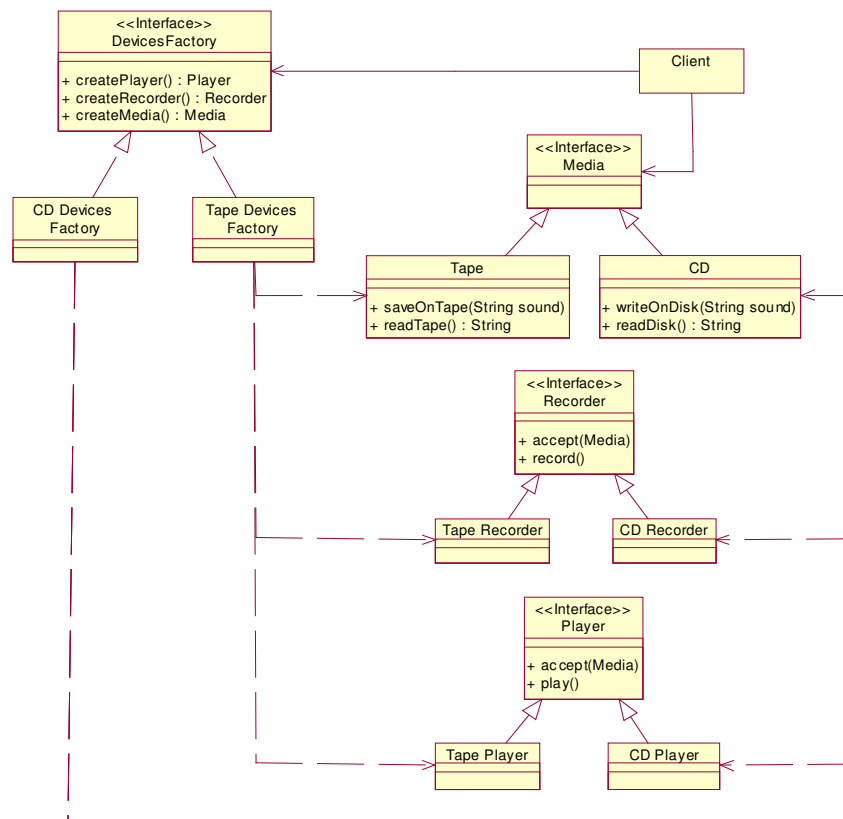 <<Interface>>
DevicesFactory
+ createPlayer() : Player
+ createRecorder() : Recorder
+ createMedia() : Media
Client
<<Interface>>
Media
CD Devices
Factory
Tape Devices
Factory
Tape
+ saveOnTape(String sound)
+ readTape() : String
CD
+ writeOnDisk(String sound)
+ readDisk() : String
<<Interface>>
Recorder
+ accept(Media)
+ record()
Tape Recorder
CD Recorder
<<Interface>>
Player
+ accept(Media)
+ play()
Tape Player
CD Player